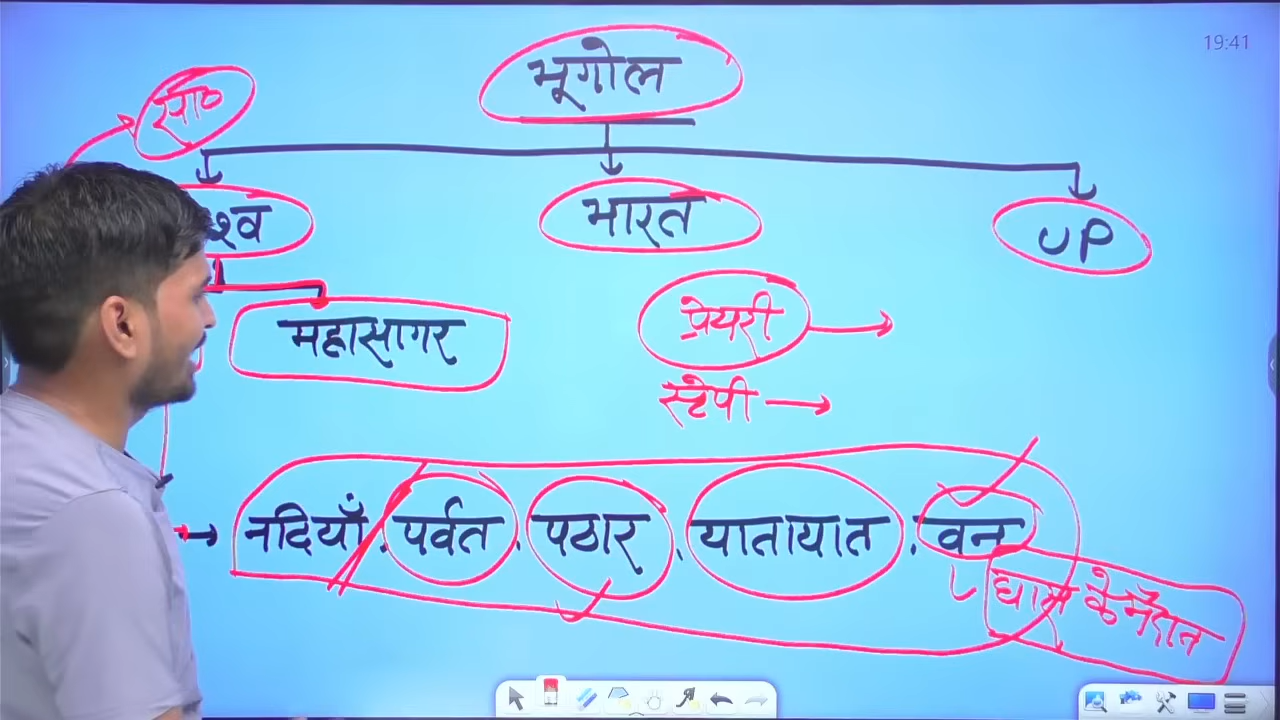 19:41
भूगोल
भारत
UP
महासागर
प्रेयरी
स्टेपी
नदियाँ, पर्वत, पठार, यातायात, वन
घास के मैदान